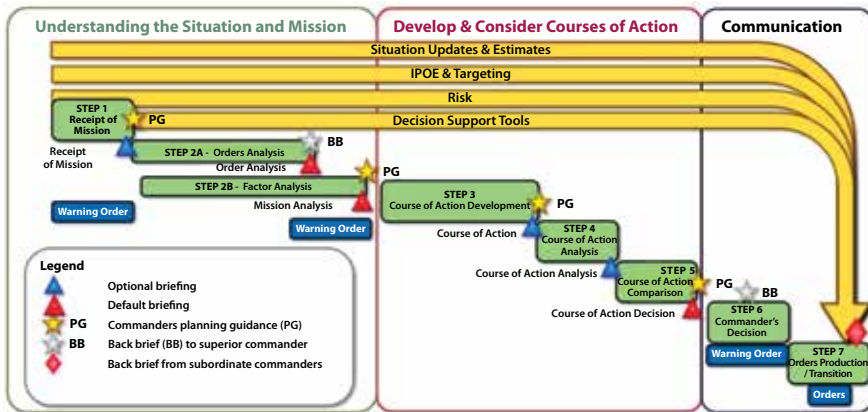 Understanding the Situation and Mission
Develop & Consider Courses of Action
Communication
Situation Updates & Estimates
IPOE & Targeting
Risk
Decision Support Tools
STEP 1
Receipt of
Mission
PG
Receipt
of Mission
STEP 2A - Orders Analysis
BB
Order Analysis
STEP 2B - Factor Analysis
PG
Mission Analysis
Warning Order
Warning Order
STEP 3
Course of Action Development
PG
Course of Action
STEP 4
Course of Action
Analysis
Course of Action Analysis
STEP 5
Course of Action
Comparison
PG
Course of Action Decision
BB
STEP 6
Commander's
Decision
Warning Order
STEP 7
Orders Production
/ Transition
Orders
Legend
Optional briefing
Default briefing
PG Commanders planning guidance (PG)
BB Back brief (BB) to superior commander
Back brief from subordinate commanders